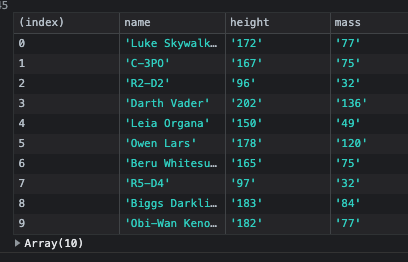 45
(index) name height mass
0 'Luke Skywalk… '172' '77'
1 'C-3PO' '167' '75'
2 'R2-D2' '96' '32'
3 'Darth Vader' '202' '136'
4 'Leia Organa' '150' '49'
5 'Owen Lars' '178' '120'
6 'Beru Whitesu… '165' '75'
7 'R5-D4' '97' '32'
8 'Biggs Darkli… '183' '84'
9 'Obi-Wan Keno… '182' '77'
▶ Array(10)